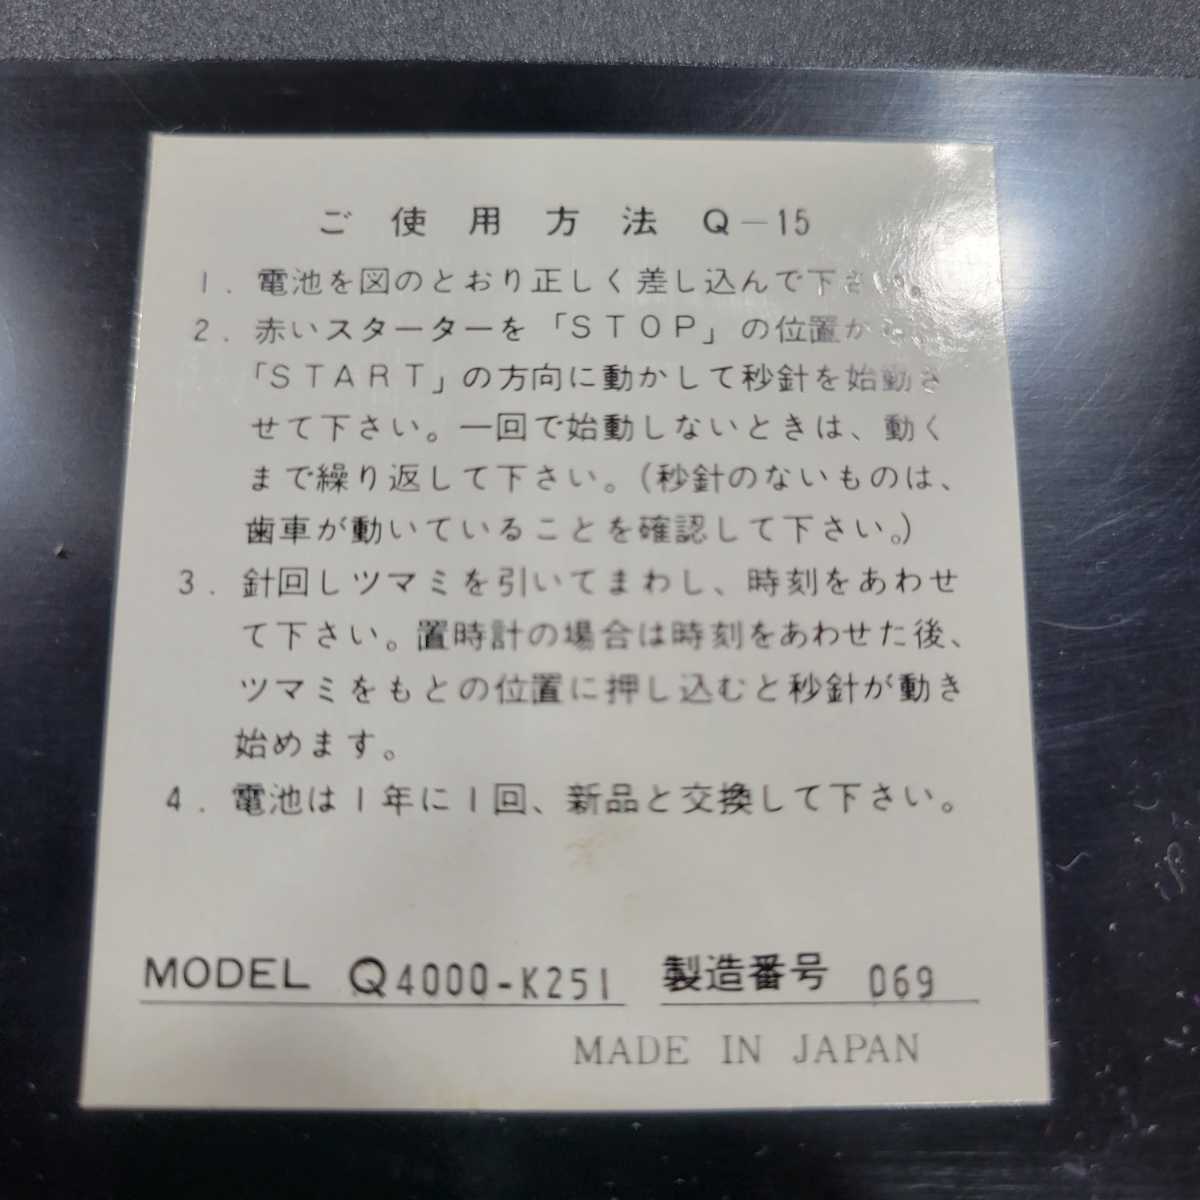 ご使用方法 Q-15
1. 電池を図のとおり正しく差し込んで下さい。
2. 赤いスターターを「STOP」の位置から
「START」の方向に動かして秒針を始動さ
せて下さい。一回で始動しないときは、動く
まで繰り返して下さい。(秒針のないものは、
歯車が動いていることを確認して下さい。)
3. 針回しツマミを引いてまわし、時刻をあわせ
て下さい。置時計の場合は時刻をあわせた後、
ツマミをもとの位置に押し込むと秒針が動き
始めます。
4. 電池は1年に1回、新品と交換して下さい。
MODEL Q4000-K251 製造番号 069
MADE IN JAPAN